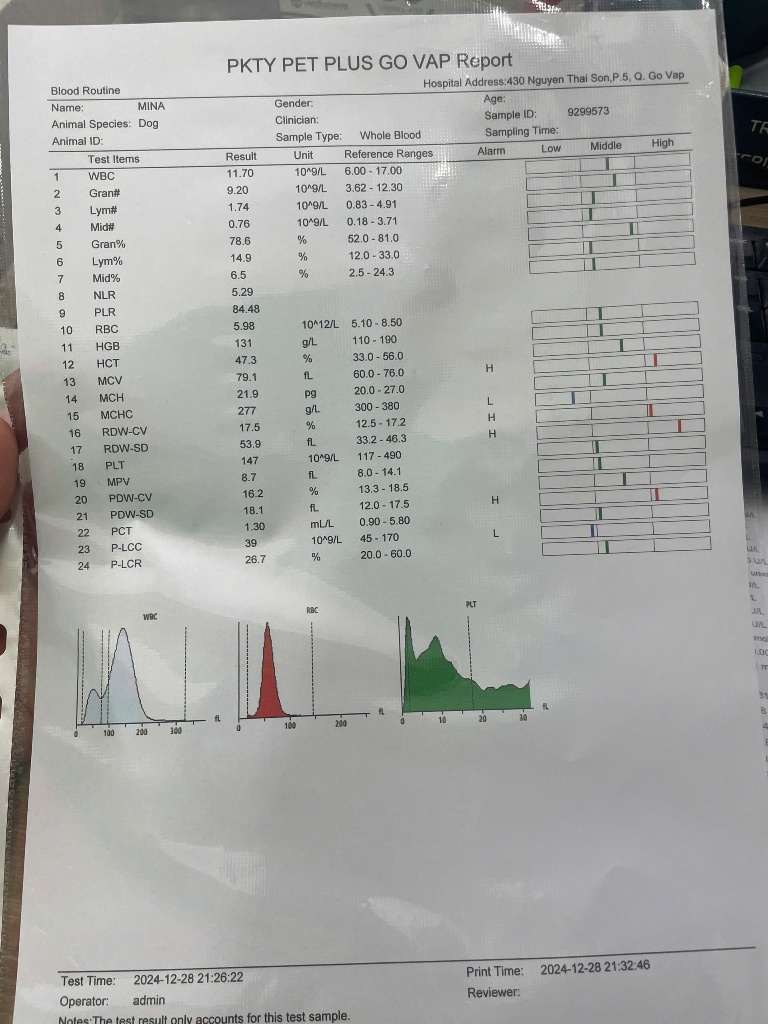 PKTY PET PLUS GO VAP Report
Blood Routine Hospital Address:430 Nguyen Thai Son,P.5, Q. Go Vap
Name: MINA Gender: Age:
Animal Species: Dog Clinician: Sample ID: 9299573
Animal ID: Sample Type: Whole Blood Sampling Time:
Test Items Result Unit Reference Ranges Alarm Low Middle High
1 WBC 11.70 10^9/L 6.00 - 17.00
2 Gran# 9.20 10^9/L 3.62 - 12.30
3 Lym# 1.74 10^9/L 0.83 - 4.91
4 Mid# 0.76 10^9/L 0.18 - 3.71
5 Gran% 78.6 % 52.0 - 81.0
6 Lym% 14.9 % 12.0 - 33.0
7 Mid% 6.5 % 2.5 - 24.3
8 NLR 5.29
9 PLR 84.48
10 RBC 5.98 10^12/L 5.10 - 8.50
11 HGB 131 g/L 110 - 190
12 HCT 47.3 % 33.0 - 56.0
13 MCV 79.1 fL 60.0 - 76.0 H
14 MCH 21.9 pg 20.0 - 27.0
15 MCHC 277 g/L 300 - 380 L
16 RDW-CV 17.5 % 12.5 - 17.2 H
17 RDW-SD 53.9 fL 33.2 - 46.3 H
18 PLT 147 10^9/L 117 - 490
19 MPV 8.7 fL 8.0 - 14.1
20 PDW-CV 16.2 % 13.3 - 18.5
21 PDW-SD 18.1 fL 12.0 - 17.5 H
22 PCT 1.30 mL/L 0.90 - 5.80
23 P-LCC 39 10^9/L 45 - 170 L
24 P-LCR 26.7 % 20.0 - 60.0
WBC RBC PLT
0 100 200 300 fL
0 100 200 fL
0 10 20 30 fL
Test Time: 2024-12-28 21:26:22 Print Time: 2024-12-28 21:32:46
Operator: admin Reviewer:
Notes:The test result only accounts for this test sample.